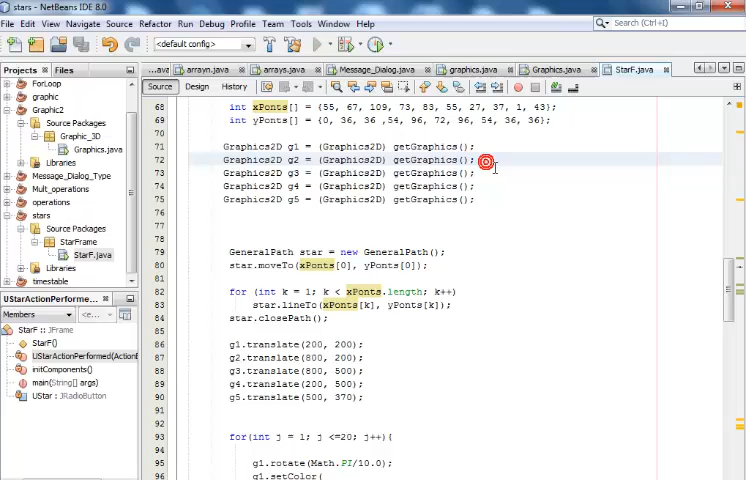 stars - NetBeans IDE 8.0
File Edit View Navigate Source Refactor Run Debug Profile Team Tools Window Help
Search (Ctrl+I)
<default config>
Projects Files
...ava arrayn.java arrays.java Message_Dialog.java graphics.java Graphics.java StarF.java
Source Design History
ForLoop
graphic
Graphic2
Source Packages
Graphic_3D
Graphics.java
Libraries
Message_Dialog_Type
Mult_operations
operations
stars
Source Packages
StarFrame
StarF.java
Libraries
timestable
UStarActionPerformed...
Members <e...
StarF :: JFrame
StarF()
UStarActionPerformed(ActionE
initComponents()
main(String[] args)
UStar : JRadioButton
68 int xPonts[] = {55, 67, 109, 73, 83, 55, 27, 37, 1, 43};
69 int yPonts[] = {0, 36, 36 ,54, 96, 72, 96, 54, 36, 36};
70
71 Graphics2D g1 = (Graphics2D) getGraphics();
72 Graphics2D g2 = (Graphics2D) getGraphics();
73 Graphics2D g3 = (Graphics2D) getGraphics();
74 Graphics2D g4 = (Graphics2D) getGraphics();
75 Graphics2D g5 = (Graphics2D) getGraphics();
76
77
78
79 GeneralPath star = new GeneralPath();
80 star.moveTo(xPonts[0], yPonts[0]);
81
82 for (int k = 1; k < xPonts.length; k++)
83 star.lineTo(xPonts[k], yPonts[k]);
84 star.closePath();
85
86 g1.translate(200, 200);
87 g2.translate(800, 200);
88 g3.translate(800, 500);
89 g4.translate(200, 500);
90 g5.translate(500, 370);
91
92
93 for(int j = 1; j <=20; j++){
94
95 g1.rotate(Math.PI/10.0);
96 g1.setColor(